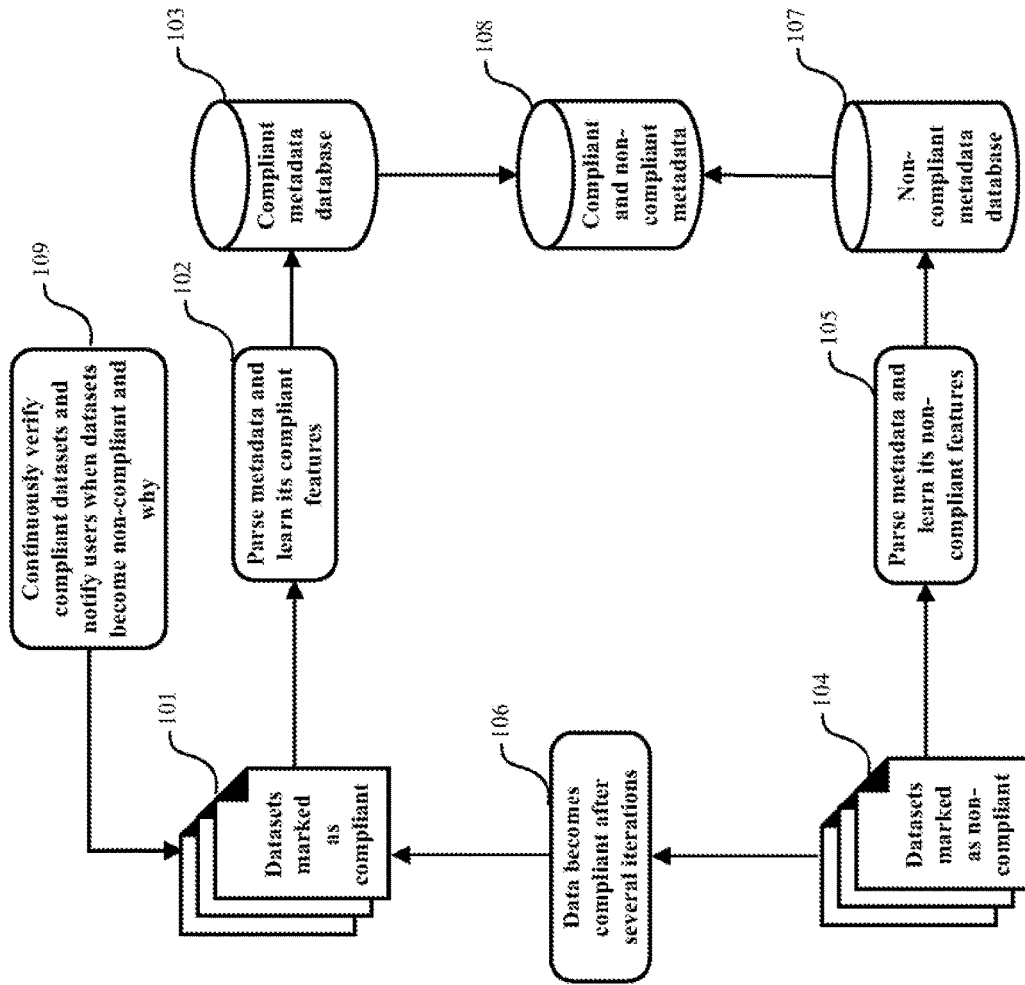 Continuously verify
compliant datasets and
notify users when datasets
become non-compliant and
why
109
101
Datasets
marked
as
compliant
102
Parse metadata and
learn its compliant
features
103
Compliant
metadata
database
106
Data becomes
compliant after
several iterations
108
Compliant
and non-
compliant
metadata
104
Datasets
marked
as non-
compliant
105
Parse metadata and
learn its non-
compliant features
107
Non-
compliant
metadata
database